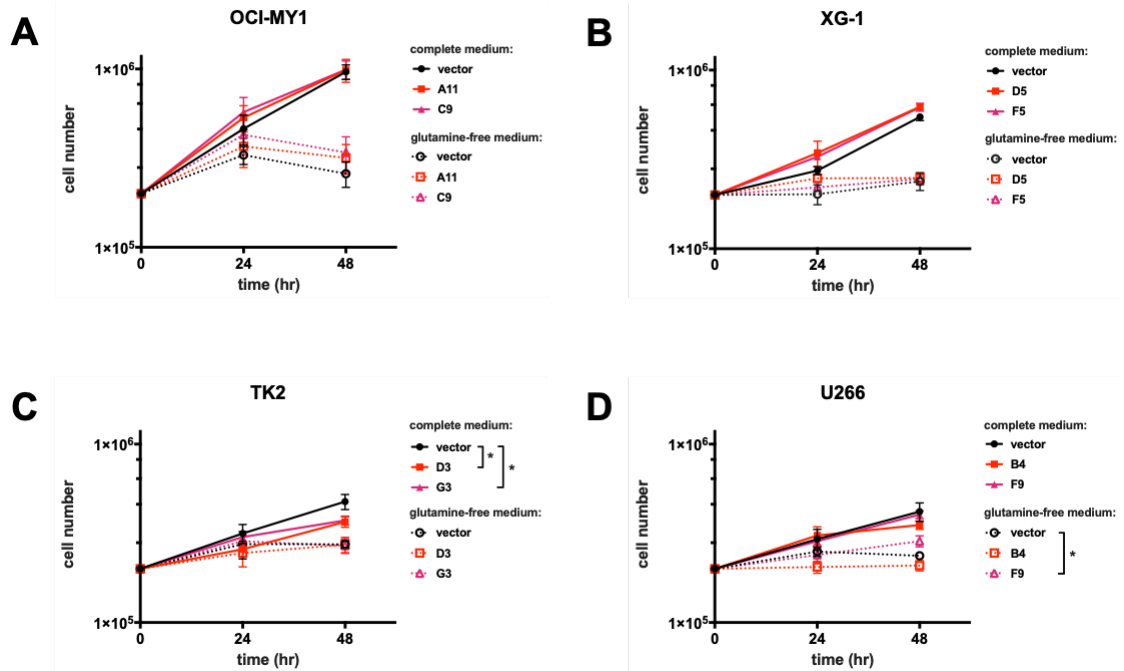 A
OCI-MY1
cell number
1×10⁶
1×10⁵
0
24
48
time (hr)
complete medium:
vector
A11
C9
glutamine-free medium:
vector
A11
C9
B
XG-1
cell number
1×10⁶
1×10⁵
0
24
48
time (hr)
complete medium:
vector
D5
F5
glutamine-free medium:
vector
D5
F5
C
TK2
cell number
1×10⁶
1×10⁵
0
24
48
time (hr)
complete medium:
vector
D3
G3
*
*
glutamine-free medium:
vector
D3
G3
D
U266
cell number
1×10⁶
1×10⁵
0
24
48
time (hr)
complete medium:
vector
B4
F9
glutamine-free medium:
vector
B4
F9
*